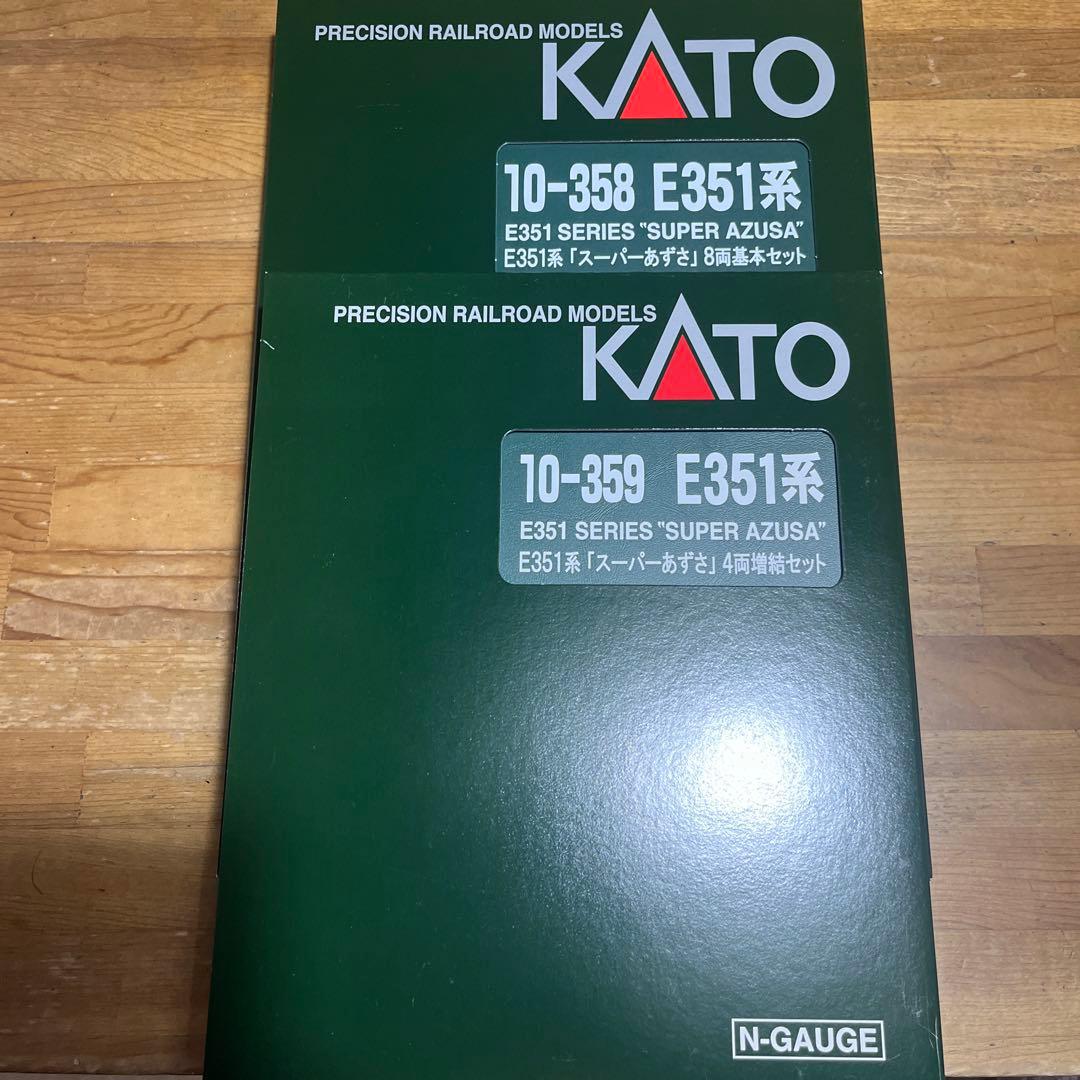 PRECISION RAILROAD MODELS
KATO
10-358 E351系
E351 SERIES "SUPER AZUSA"
E351系「スーパーあずさ」8両基本セット
PRECISION RAILROAD MODELS
KATO
10-359 E351系
E351 SERIES "SUPER AZUSA"
E351系「スーパーあずさ」4両増結セット
N-GAUGE